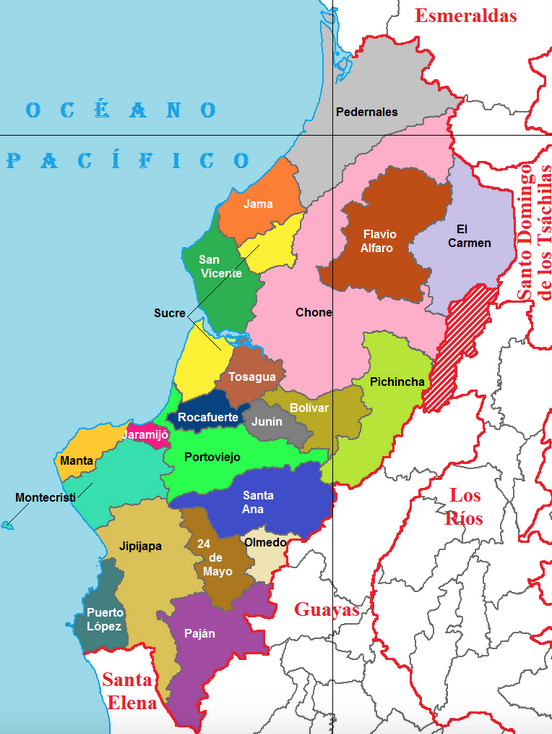 Esmeraldas
OCÉANO
PACÍFICO
Pedernales
Santo Domingo
de los Tsáchilas
Jama
Flavio
Alfaro
El
Carmen
San
Vicente
Sucre
Chone
Tosagua
Pichincha
Bolivar
Rocafuerte
Junín
Jaramijó
Portoviejo
Manta
Montecristi
Santa
Ana
Los
Ríos
24
de
Mayo
Olmedo
Jipijapa
Puerto
López
Guayas
Paján
Santa
Elena